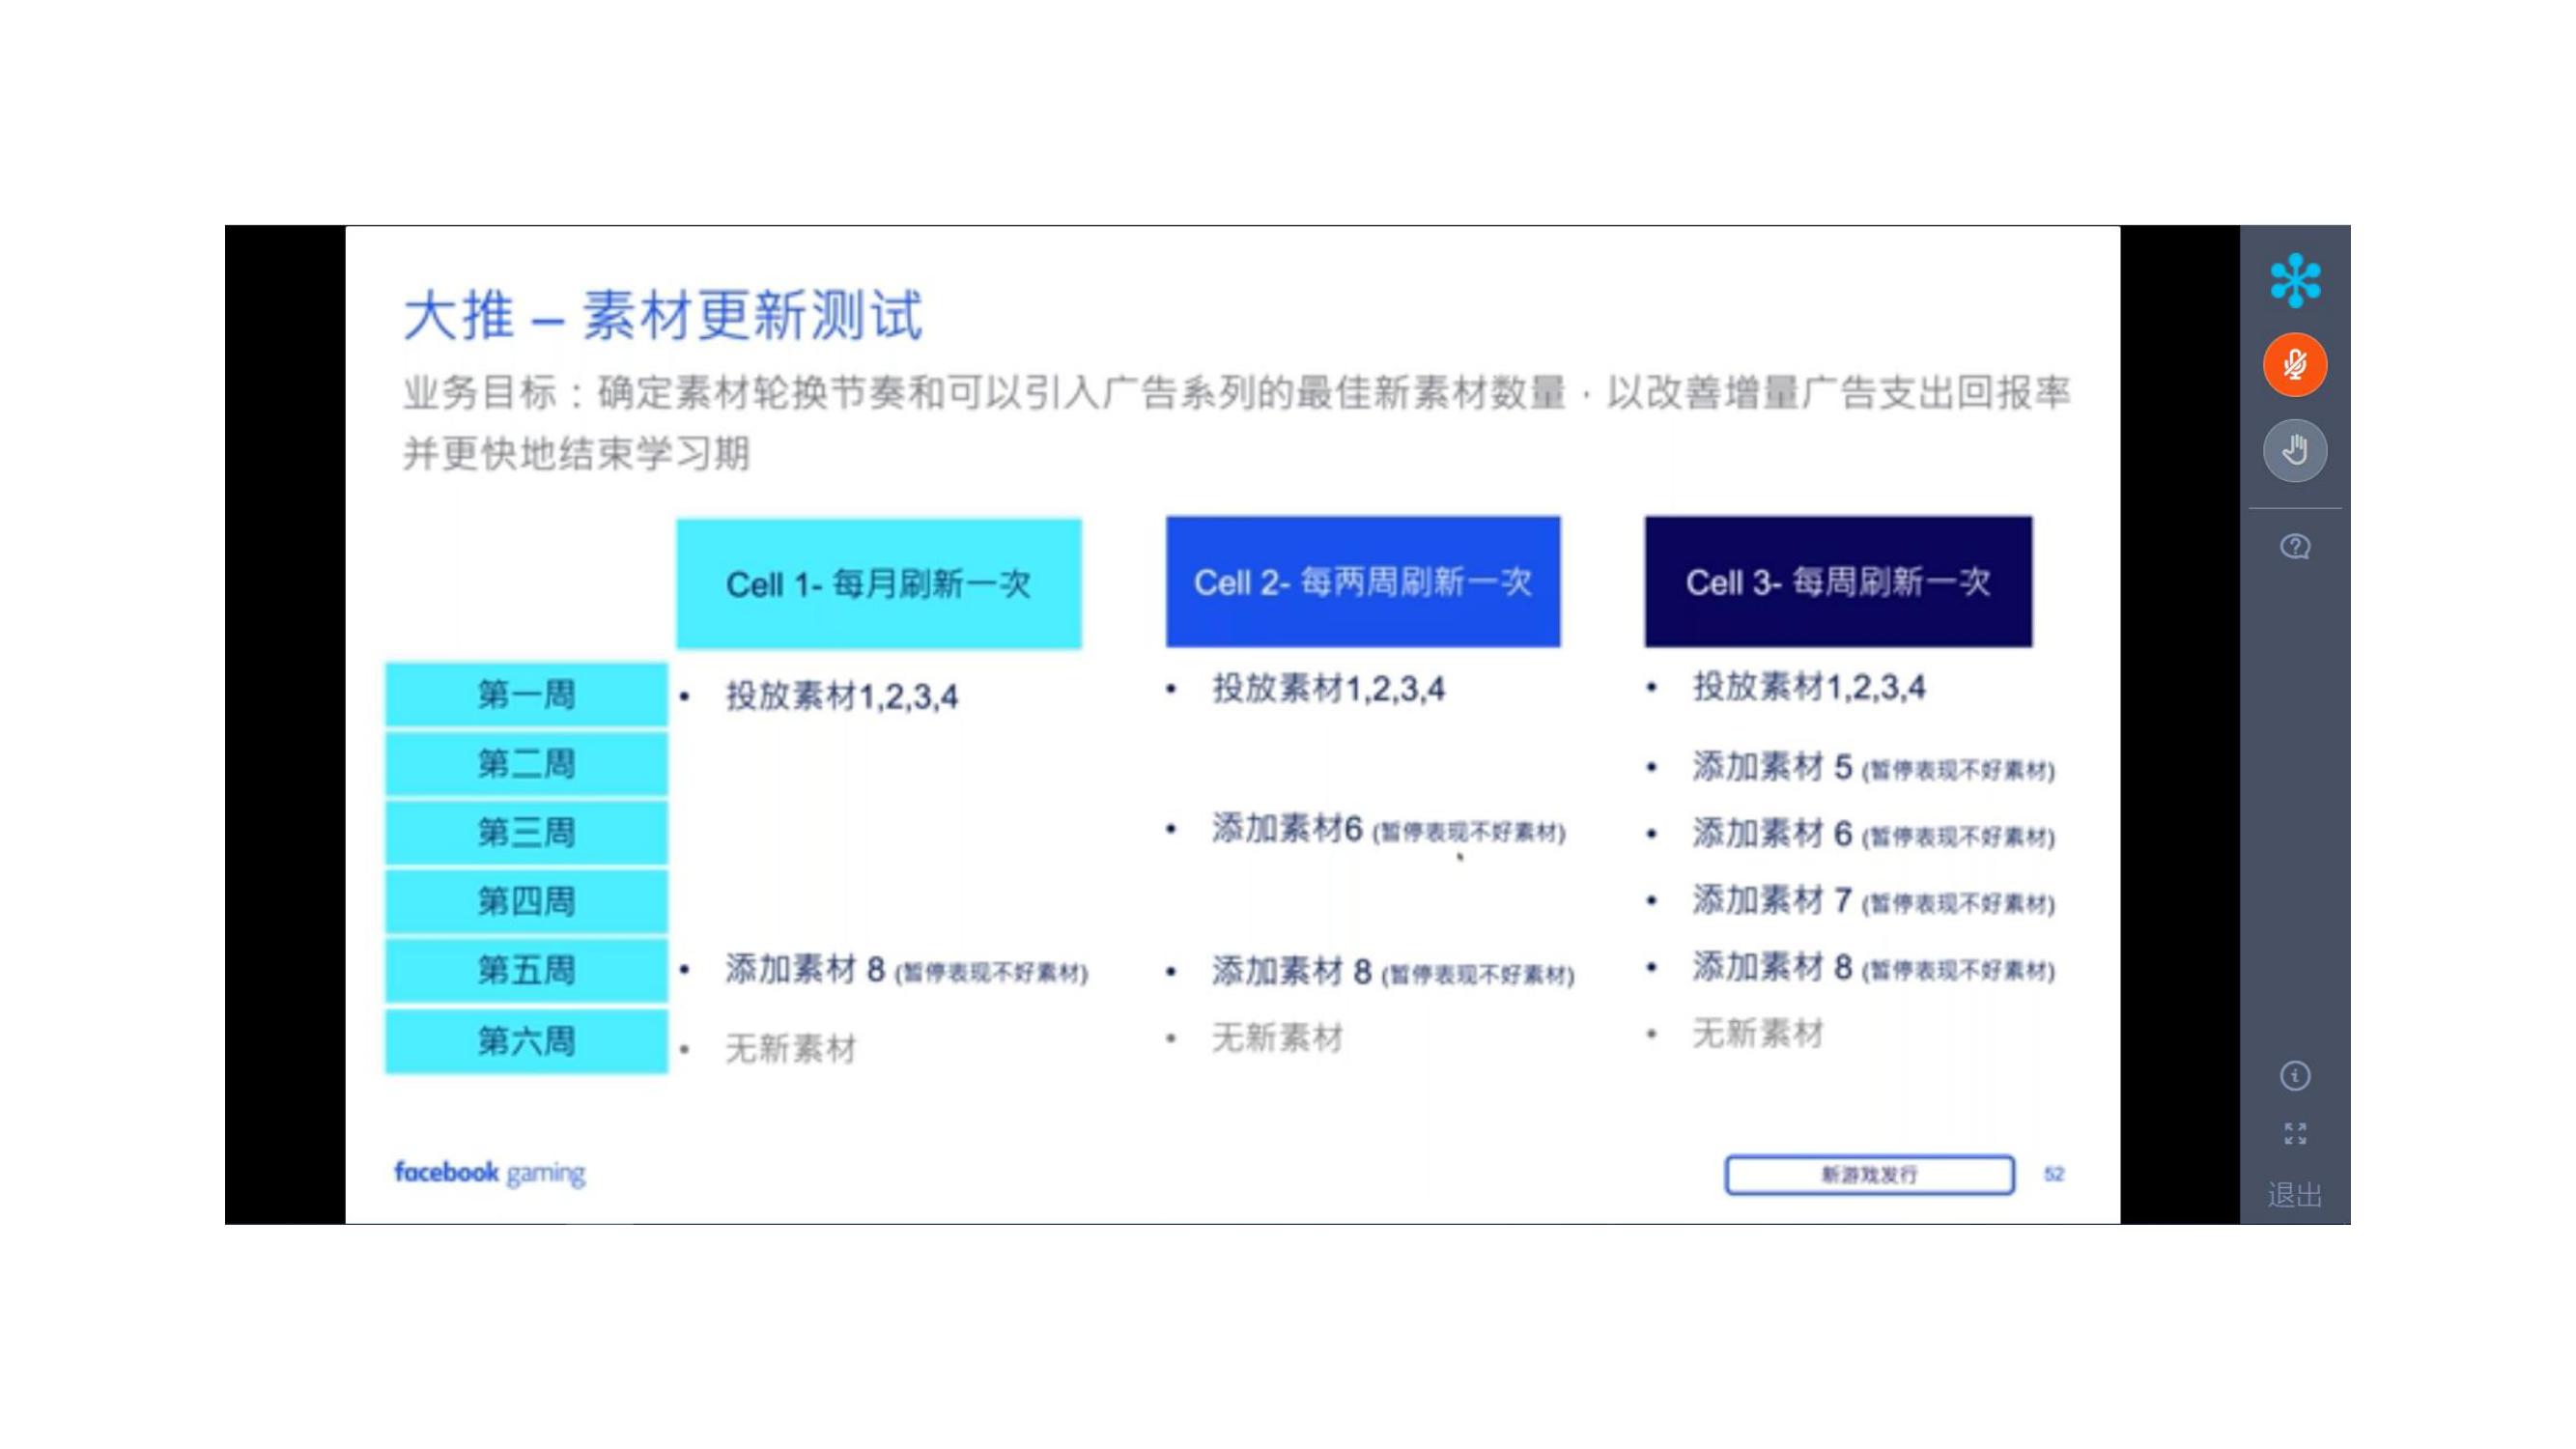 大推 – 素材更新测试
业务目标：确定素材轮换节奏和可以引入广告系列的最佳新素材数量，以改善增量广告支出回报率
并更快地结束学习期
Cell 1- 每月刷新一次
Cell 2- 每两周刷新一次
Cell 3- 每周刷新一次
第一周
• 投放素材1,2,3,4
• 投放素材1,2,3,4
• 投放素材1,2,3,4
第二周
• 添加素材 5 (暂停表现不好素材)
第三周
• 添加素材6 (暂停表现不好素材)
• 添加素材 6 (暂停表现不好素材)
第四周
• 添加素材 7 (暂停表现不好素材)
第五周
• 添加素材 8 (暂停表现不好素材)
• 添加素材 8 (暂停表现不好素材)
• 添加素材 8 (暂停表现不好素材)
第六周
• 无新素材
• 无新素材
• 无新素材
facebook gaming
新游戏发行
52
退出